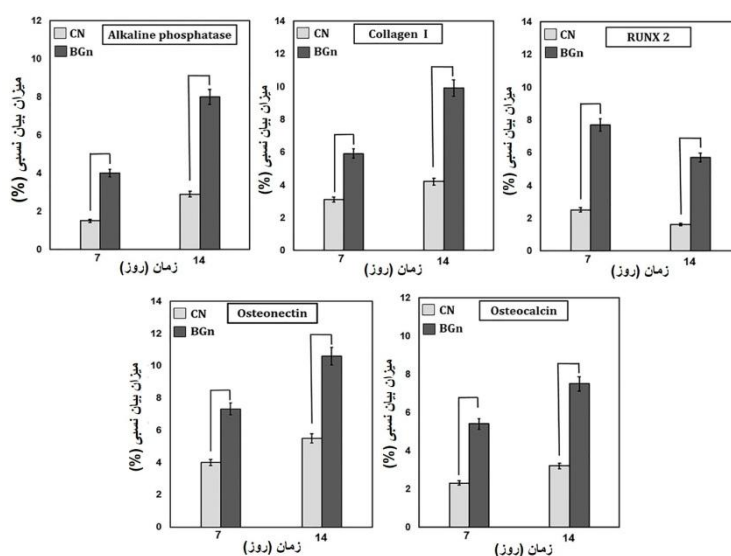 Alkaline phosphatase
CN
BGn
12
10
8
6
4
2
0
میزان بیان نسبی (%)
7
14
زمان (روز)
Collagen I
CN
BGn
14
12
10
8
6
4
2
0
میزان بیان نسبی (%)
7
14
زمان (روز)
RUNX 2
CN
BGn
12
10
8
6
4
2
0
میزان بیان نسبی (%)
7
14
زمان (روز)
Osteonectin
CN
BGn
14
12
10
8
6
4
2
0
میزان بیان نسبی (%)
7
14
زمان (روز)
Osteocalcin
CN
BGn
12
10
8
6
4
2
0
میزان بیان نسبی (%)
7
14
زمان (روز)